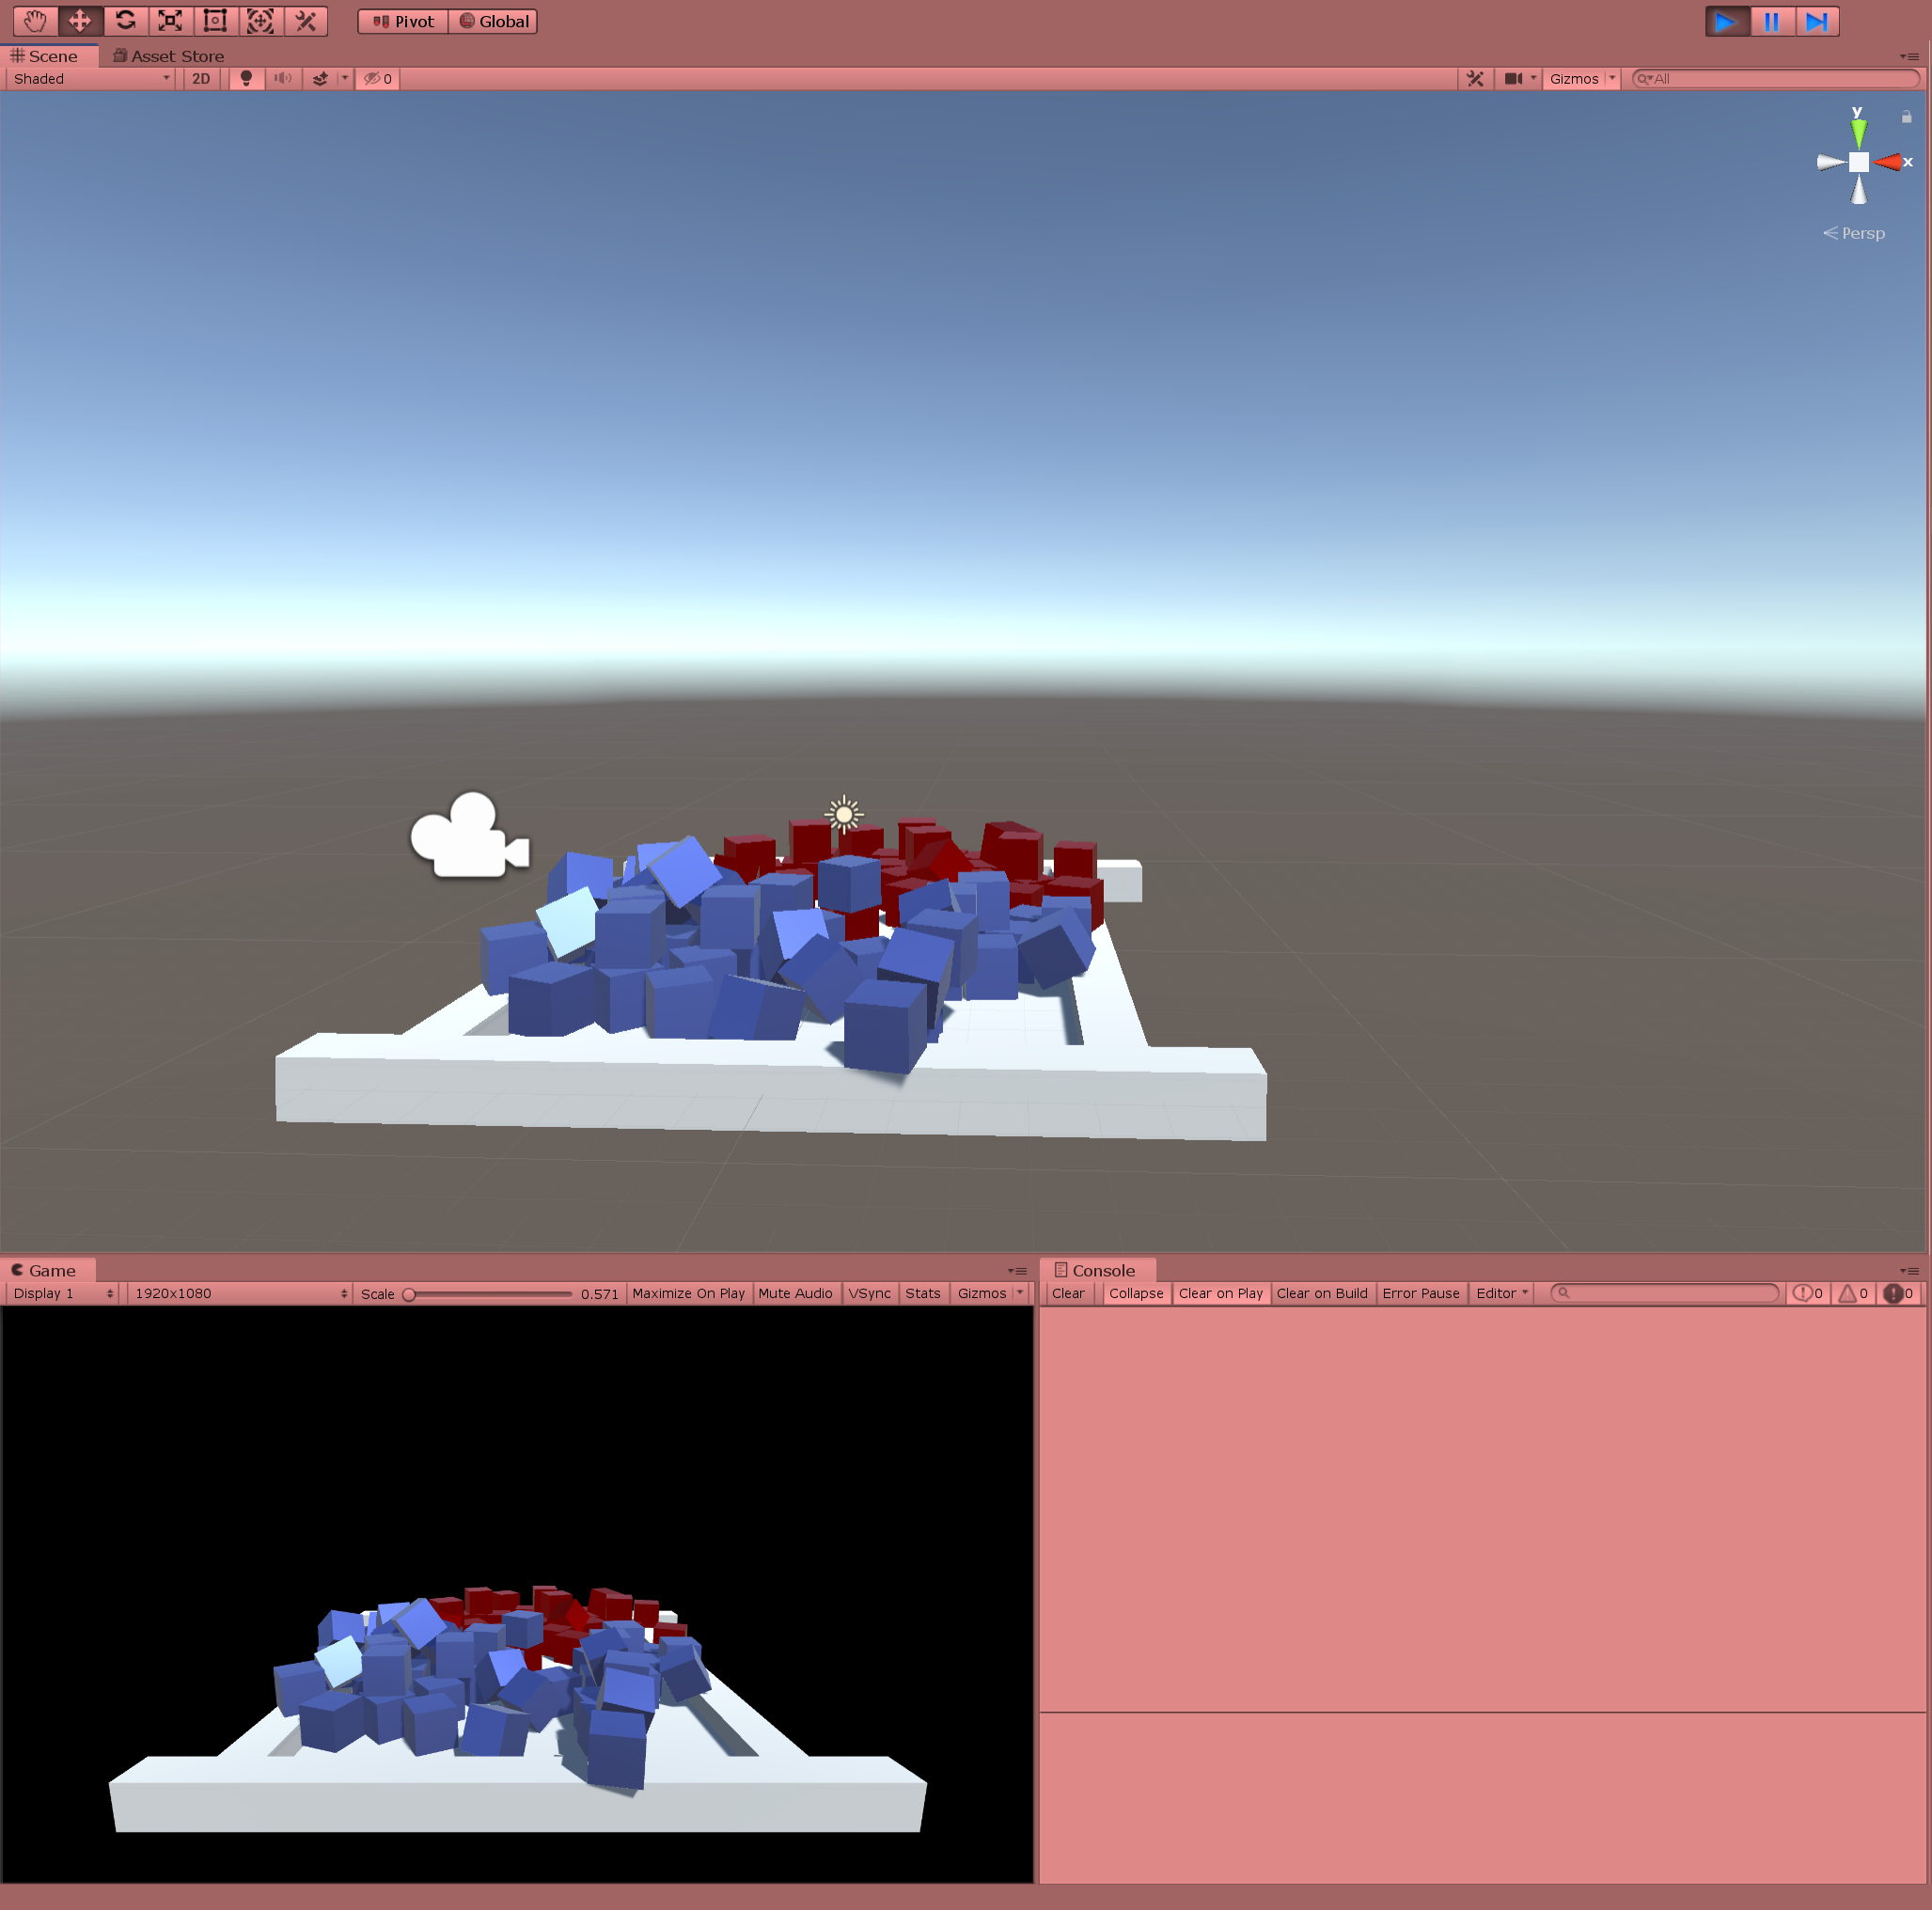 Pivot Global
Scene Asset Store
Shaded 2D 0 Gizmos All
y
x
Persp
Game
Display 1 1920x1080 Scale 0.571 Maximize On Play Mute Audio VSync Stats Gizmos
Console
Clear Collapse Clear on Play Clear on Build Error Pause Editor 0 0 0